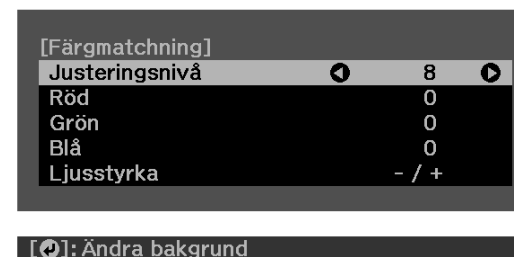 [Färgmatchning]
Justeringsnivå 8
Röd 0
Grön 0
Blå 0
Ljusstyrka - / +
[↵]: Ändra bakgrund